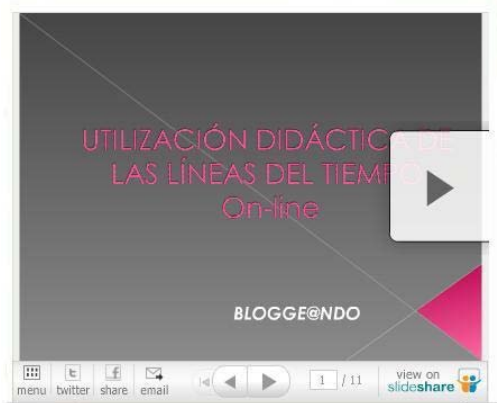 UTILIZACIÓN DIDÁCTICA DE
LAS LÍNEAS DEL TIEMPO
On-line
BLOGGE@NDO
menu twitter share email 1 / 11 view on
slideshare